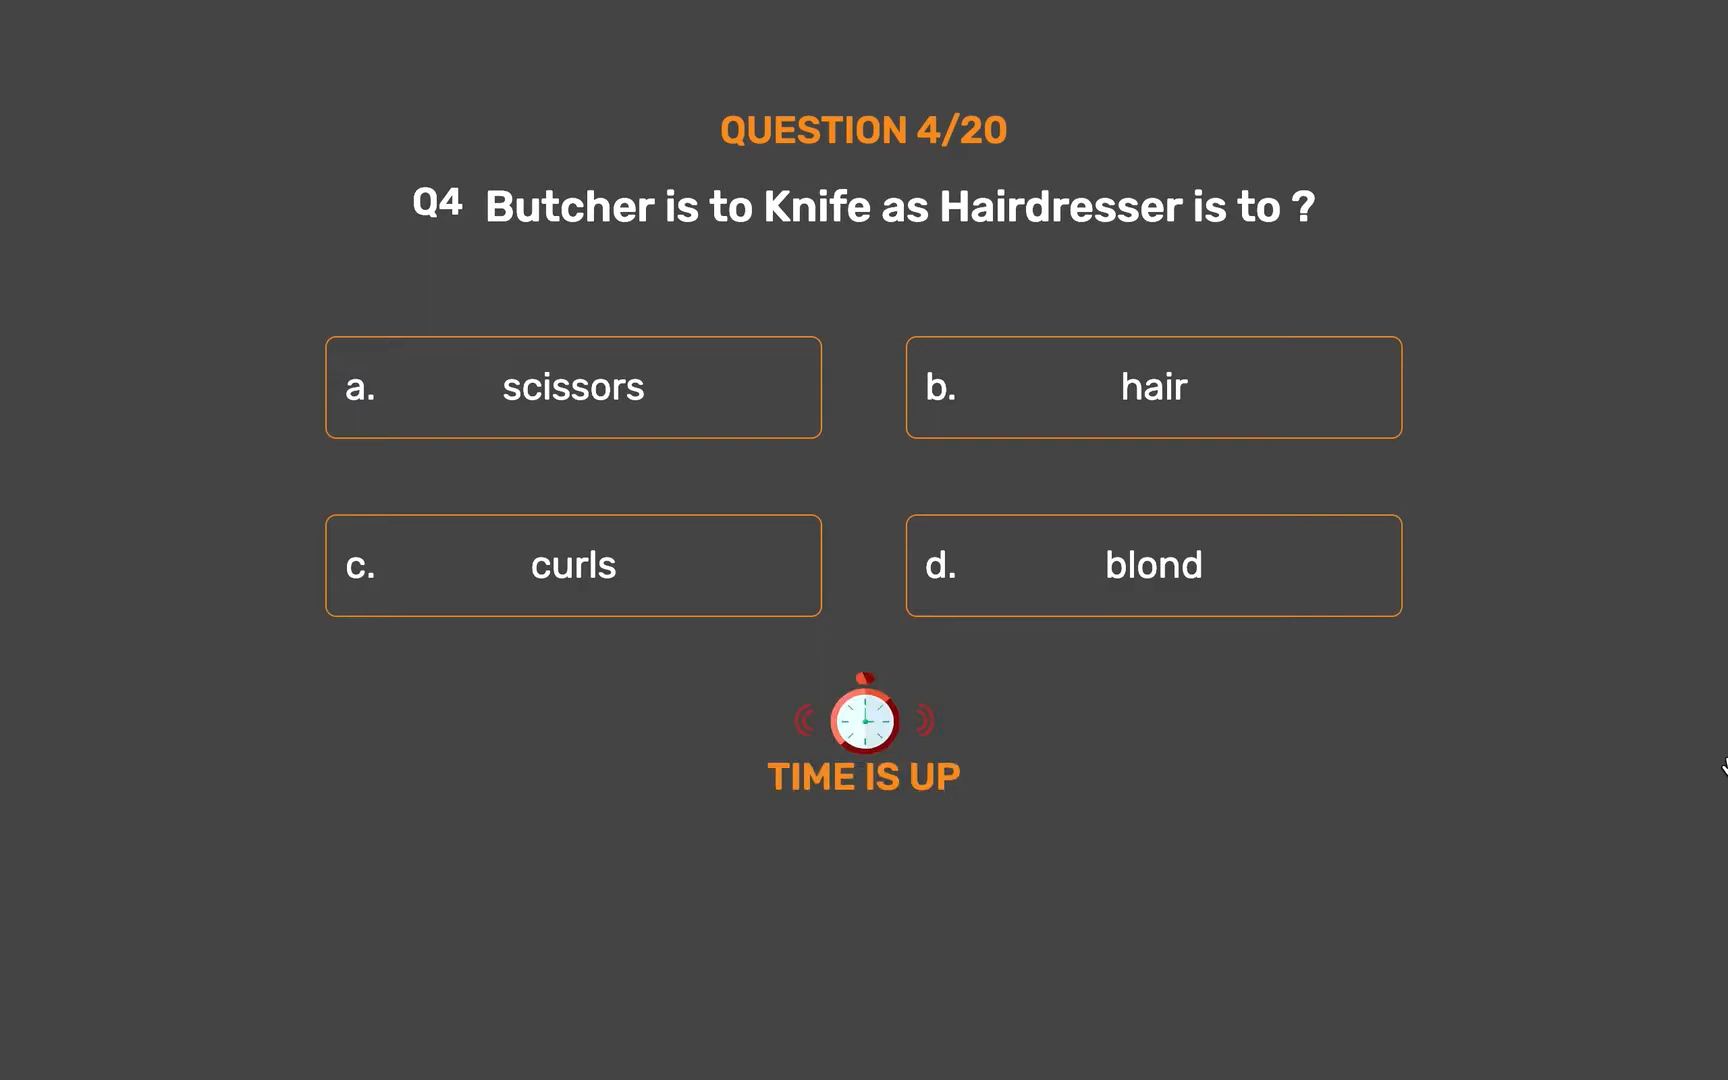 QUESTION 4/20
Q4 Butcher is to Knife as Hairdresser is to ?
a. scissors
b. hair
c. curls
d. blond
TIME IS UP